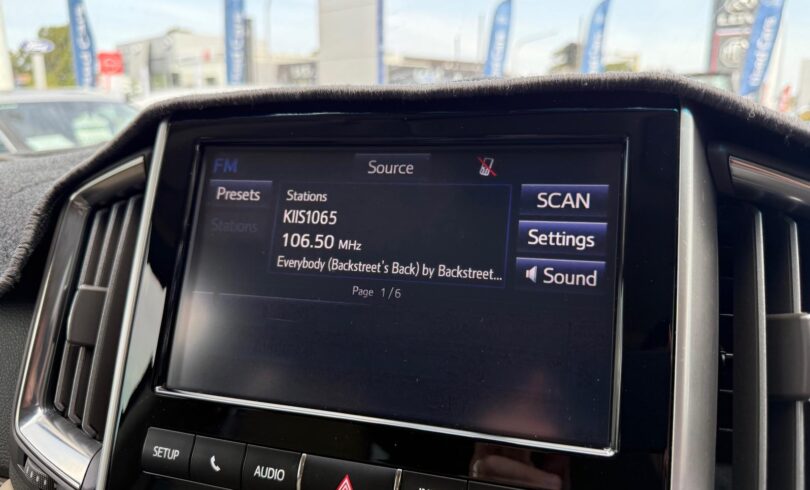 Ford
FM
Source
Presets
Stations
Stations
KIIS1065
106.50 MHz
Everybody (Backstreet's Back) by Backstreet...
Page 1/6
SCAN
Settings
Sound
SETUP
AUDIO